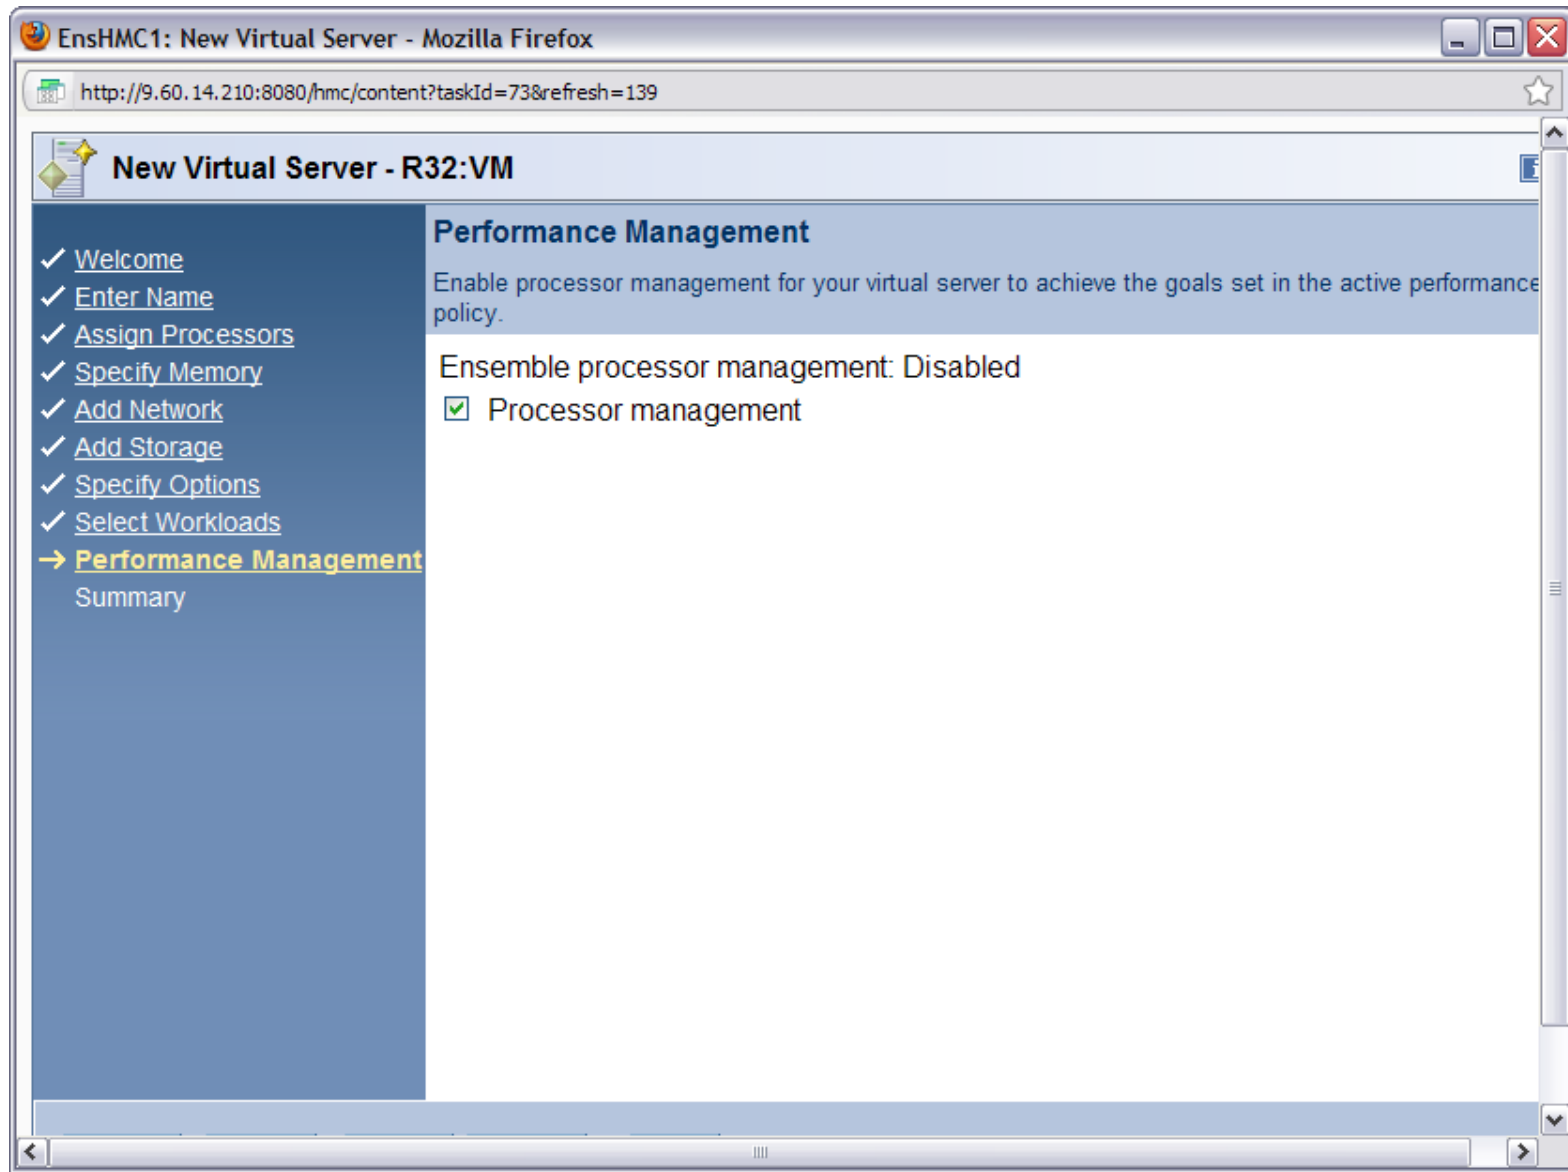 EnsHMC1: New Virtual Server - Mozilla Firefox
http://9.60.14.210:8080/hmc/content?taskId=73&refresh=139
New Virtual Server - R32:VM
Welcome
Enter Name
Assign Processors
Specify Memory
Add Network
Add Storage
Specify Options
Select Workloads
Performance Management
Summary
Performance Management
Enable processor management for your virtual server to achieve the goals set in the active performance
policy.
Ensemble processor management: Disabled
Processor management